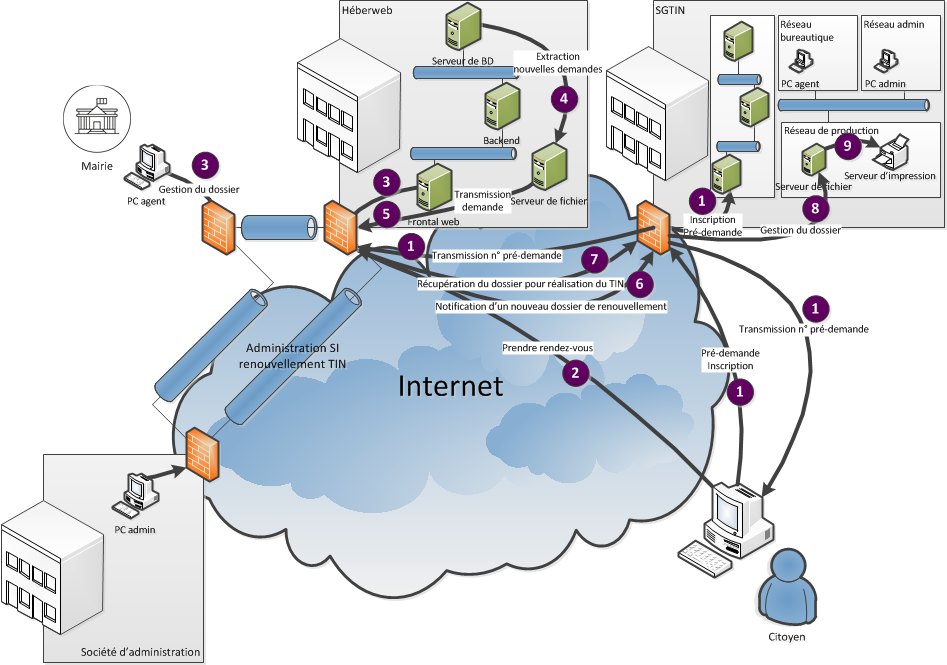 Héberweb
Serveur de BD
Extraction
nouvelles demandes
4
Backend
3
Frontal web
Transmission
demande
5
Serveur de fichier
SGTIN
Réseau
bureautique
PC agent
Réseau admin
PC admin
Réseau de production
9
Serveur de fichier
Serveur d'impression
8
Gestion du dossier
1
Inscription
Pré-demande
Mairie
3
Gestion du dossier
PC agent
1
Transmission n° pré-demande
7
Récupération du dossier pour réalisation du TIN
6
Notification d'un nouveau dossier de renouvellement
1
Transmission n° pré-demande
Prendre rendez-vous
2
Pré-demande
Inscription
1
Administration SI
renouvellement TIN
Internet
PC admin
Société d'administration
Citoyen